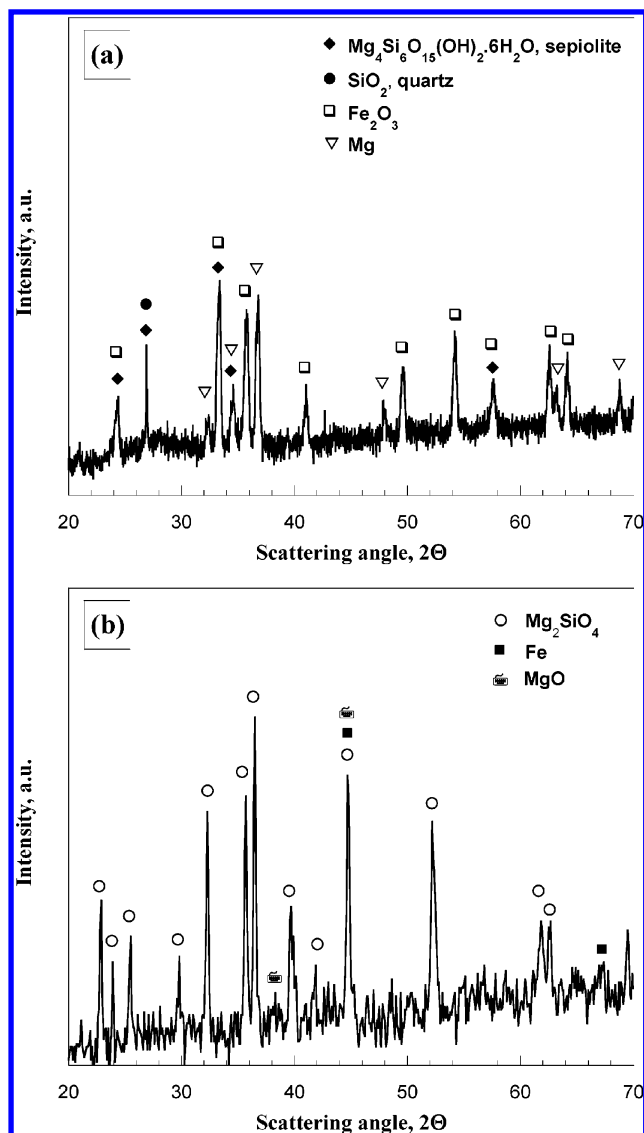 (a)
Mg4Si6O15(OH)2.6H2O, sepiolite
SiO2, quartz
Fe2O3
Mg
Intensity, a.u.
20 30 40 50 60 70
Scattering angle, 2Θ
(b)
Mg2SiO4
Fe
MgO
Intensity, a.u.
20 30 40 50 60 70
Scattering angle, 2Θ